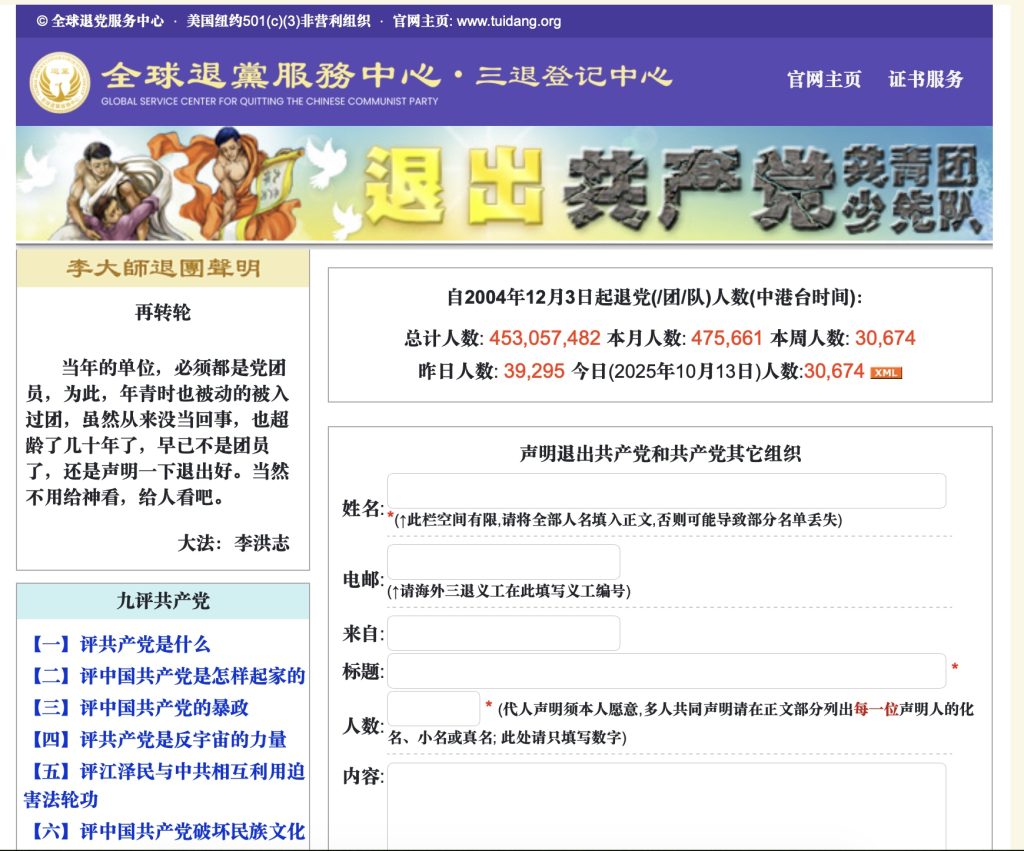 © 全球退党服务中心 · 美国纽约501(c)(3)非营利组织 · 官网主页: www.tuidang.org
全球退黨服務中心·三退登记中心
GLOBAL SERVICE CENTER FOR QUITTING THE CHINESE COMMUNIST PARTY
官网主页 证书服务
退出共产党 共青团
少先队
李大師退團聲明
再转轮
当年的单位，必须都是党团
员，为此，年青时也被动的被入
过团，虽然从来没当回事，也超
龄了几十年了，早已不是团员
了，还是声明一下退出好。当然
不用给神看，给人看吧。
大法：李洪志
九评共产党
【一】评共产党是什么
【二】评中国共产党是怎样起家的
【三】评中国共产党的暴政
【四】评共产党是反宇宙的力量
【五】评江泽民与中共相互利用迫
害法轮功
【六】评中国共产党破坏民族文化
自2004年12月3日起退党(/团/队)人数(中港台时间):
总计人数: 453,057,482 本月人数: 475,661 本周人数: 30,674
昨日人数: 39,295 今日(2025年10月13日)人数:30,674 XML
声明退出共产党和共产党其它组织
姓名:
*(↑此栏空间有限,请将全部人名填入正文,否则可能导致部分名单丢失)
电邮:
(↑请海外三退义工在此填写义工编号)
来自:
标题: *
人数: * (代人声明须本人愿意,多人共同声明请在正文部分列出每一位声明人的化
名、小名或真名; 此处请只填写数字)
内容: